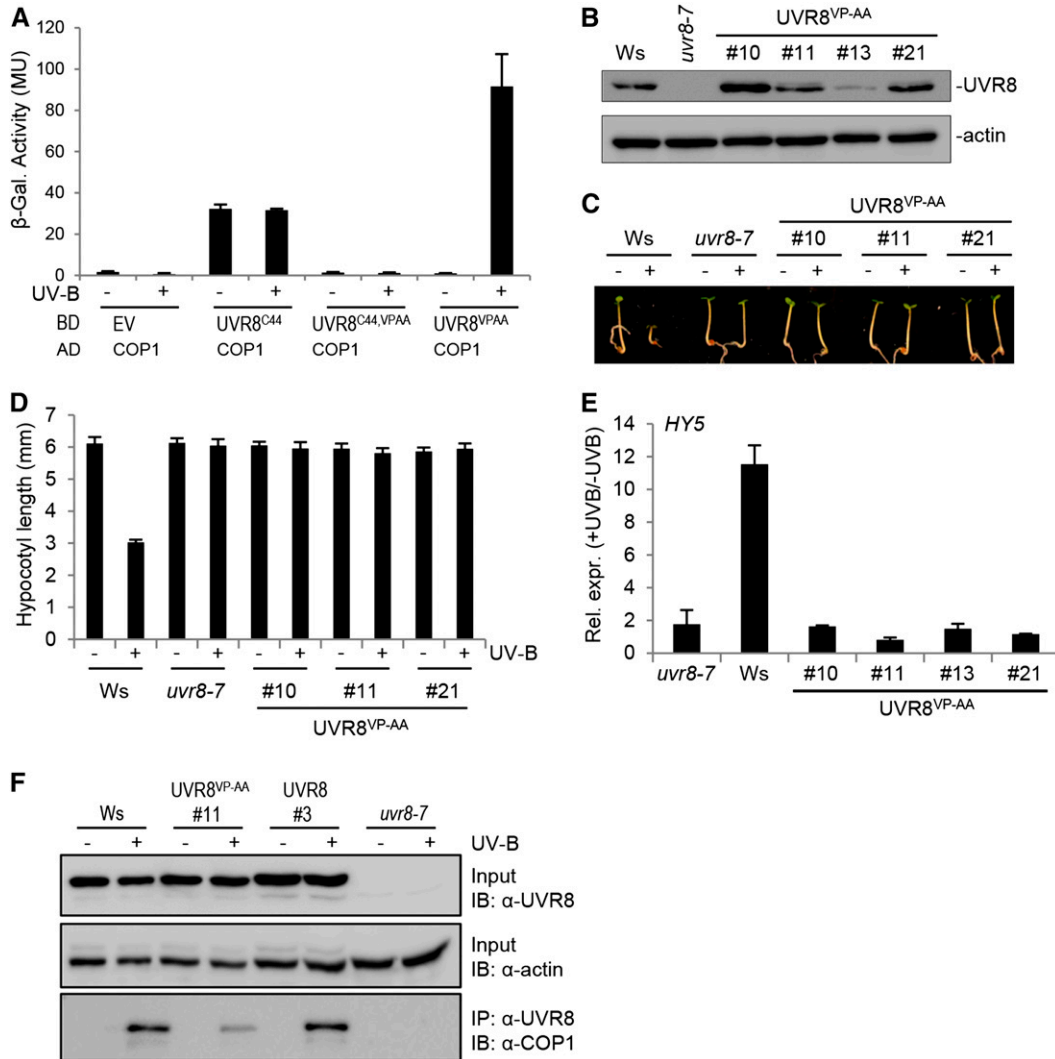 A
β-Gal. Activity (MU)
120
100
80
60
40
20
0
UV-B - + - + - + - +
BD EV UVR8C44 UVR8C44,VPAA UVR8VPAA
AD COP1 COP1 COP1 COP1
B
UVR8VP-AA
Ws uvr8-7 #10 #11 #13 #21
-UVR8
-actin
C
UVR8VP-AA
Ws uvr8-7 #10 #11 #21
- + - + - + - + - +
D
Hypocotyl length (mm)
7
6
5
4
3
2
1
0
- + - + - + - + - + UV-B
Ws uvr8-7 #10 #11 #21
UVR8VP-AA
E
HY5
Rel. expr. (+UVB/-UVB)
14
12
10
8
6
4
2
0
uvr8-7 Ws #10 #11 #13 #21
UVR8VP-AA
F
UVR8VP-AA UVR8
Ws #11 #3 uvr8-7
- + - + - + - + UV-B
Input
IB: α-UVR8
Input
IB: α-actin
IP: α-UVR8
IB: α-COP1